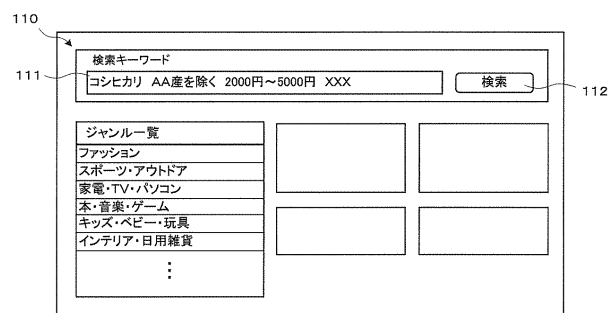 110
検索キーワード
111
コシヒカリ AA産を除く 2000円～5000円 XXX
検索
112
ジャンル一覧
ファッション
スポーツ・アウトドア
家電・TV・パソコン
本・音楽・ゲーム
キッズ・ベビー・玩具
インテリア・日用雑貨
⋮